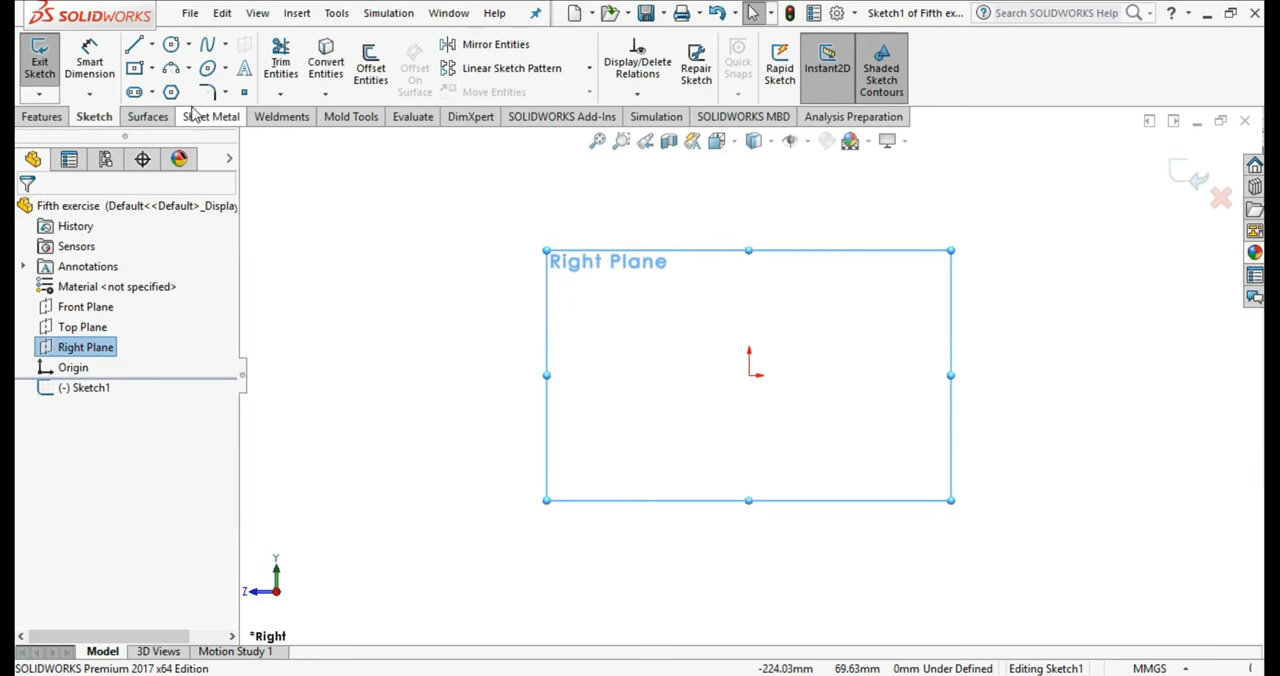 SOLIDWORKS File Edit View Insert Tools Simulation Window Help Sketch1 of Fifth ex... Search SOLIDWORKS Help
Exit Sketch
Smart Dimension
Trim Entities
Convert Entities
Offset Entities
Offset On Surface
Mirror Entities
Linear Sketch Pattern
Move Entities
Display/Delete Relations
Repair Sketch
Quick Snaps
Rapid Sketch
Instant2D
Shaded Sketch Contours
Features Sketch Surfaces Sheet Metal Weldments Mold Tools Evaluate DimXpert SOLIDWORKS Add-Ins Simulation SOLIDWORKS MBD Analysis Preparation
Fifth exercise (Default<<Default>_Display
History
Sensors
Annotations
Material <not specified>
Front Plane
Top Plane
Right Plane
Origin
(-) Sketch1
Right Plane
Y
Z
*Right
Model 3D Views Motion Study 1
SOLIDWORKS Premium 2017 x64 Edition -224.03mm 69.63mm 0mm Under Defined Editing Sketch1 MMGS